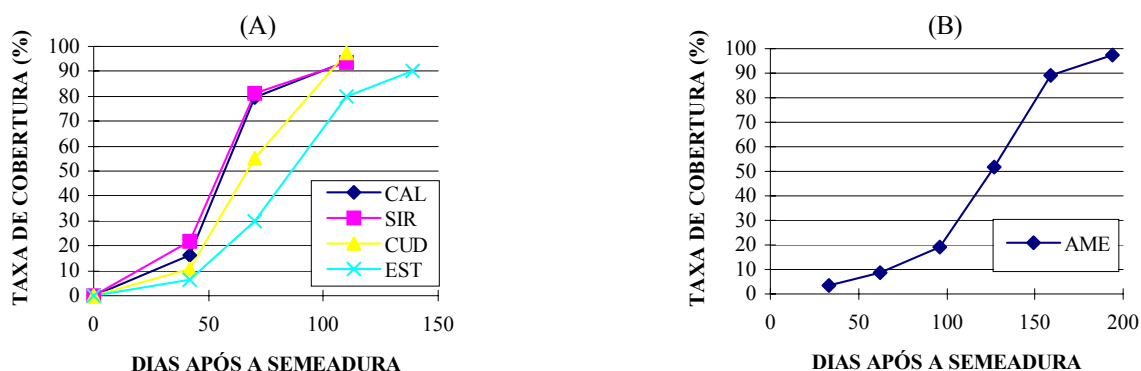 (A)
TAXA DE COBERTURA (%)
100
90
80
70
60
50
40
30
20
10
0
0 50 100 150
DIAS APÓS A SEMEADURA
CAL
SIR
CUD
EST
(B)
TAXA DE COBERTURA (%)
100
90
80
70
60
50
40
30
20
10
0
0 50 100 150 200
DIAS APÓS A SEMEADURA
AME